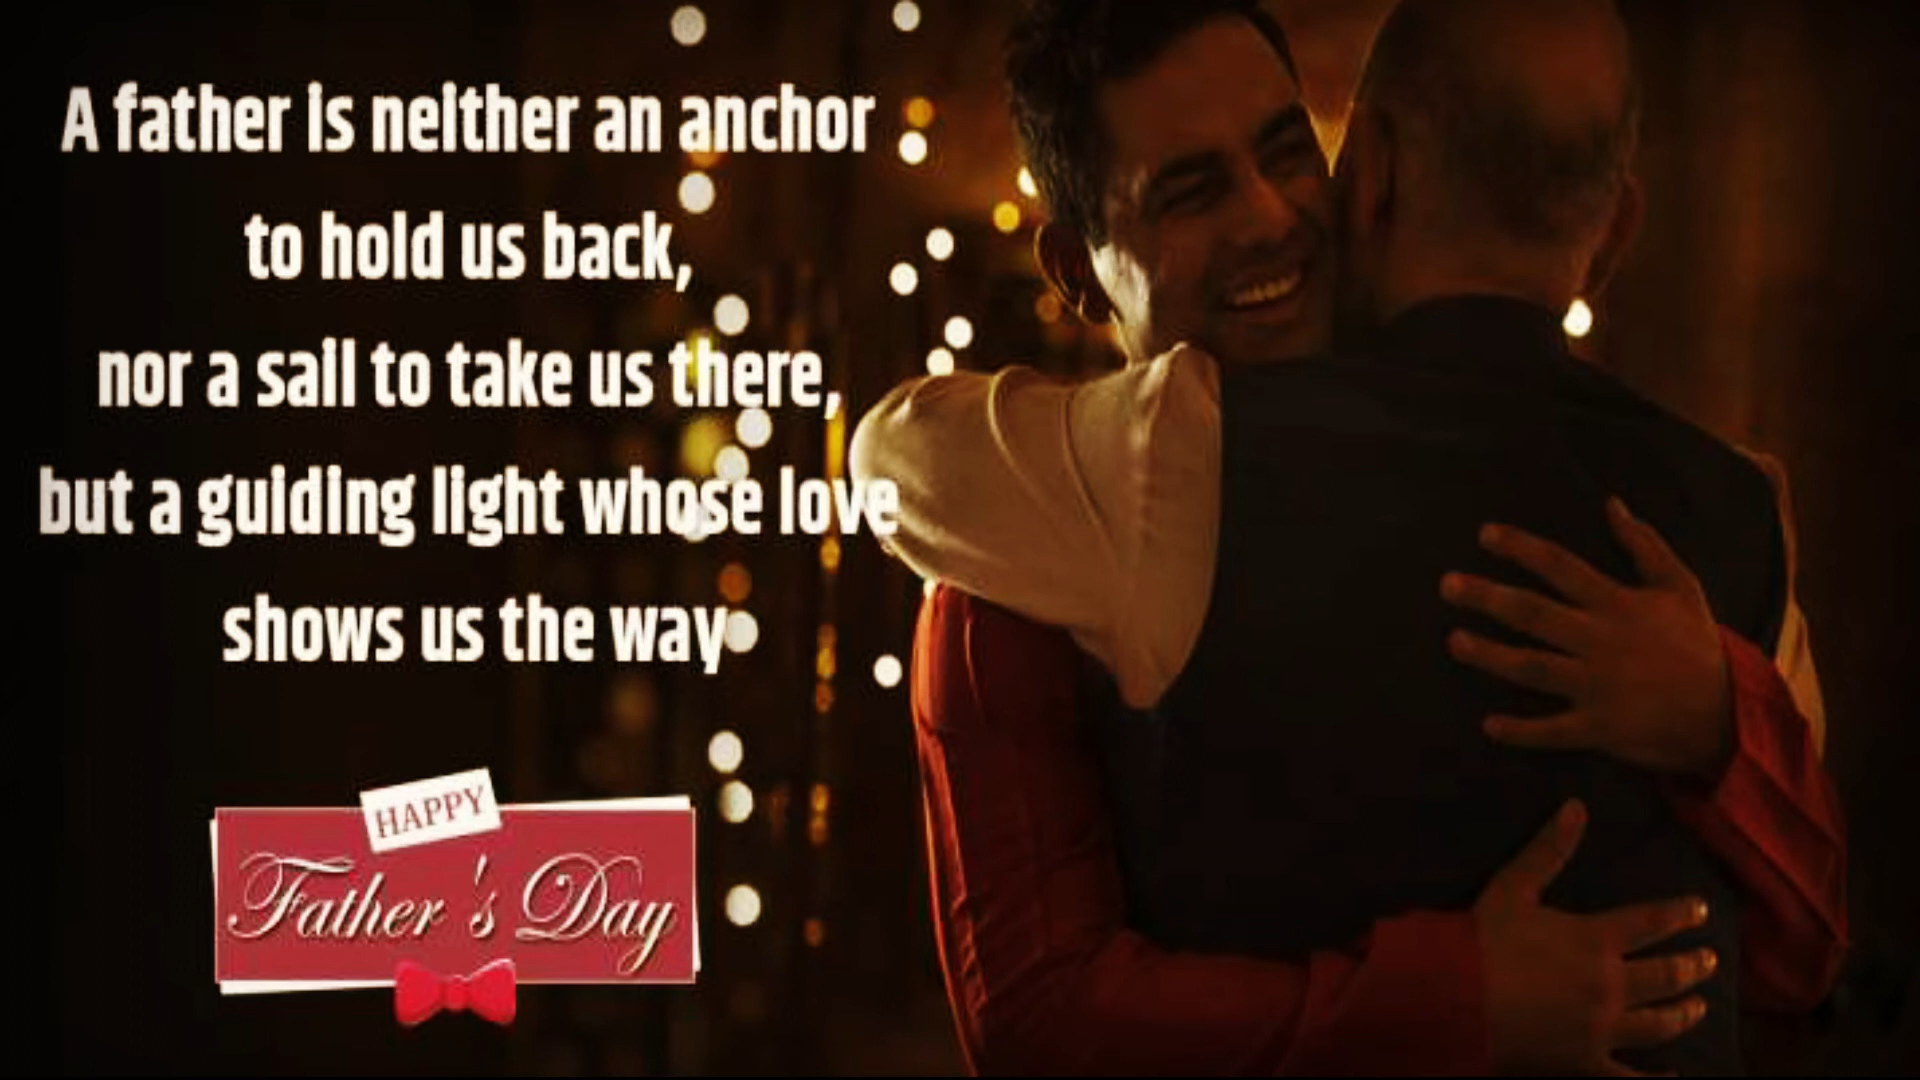 A father is neither an anchor
to hold us back,
nor a sail to take us there,
but a guiding light whose love
shows us the way
HAPPY
Father's Day